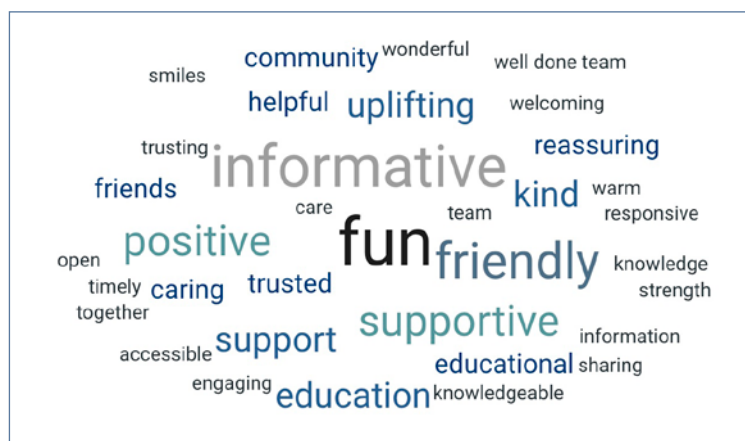 community wonderful
well done team
smiles
helpful uplifting welcoming
trusting informative reassuring
friends kind warm
care team responsive
positive fun friendly
open knowledge
timely caring trusted strength
together supportive
accessible support information
educational sharing
engaging education knowledgeable